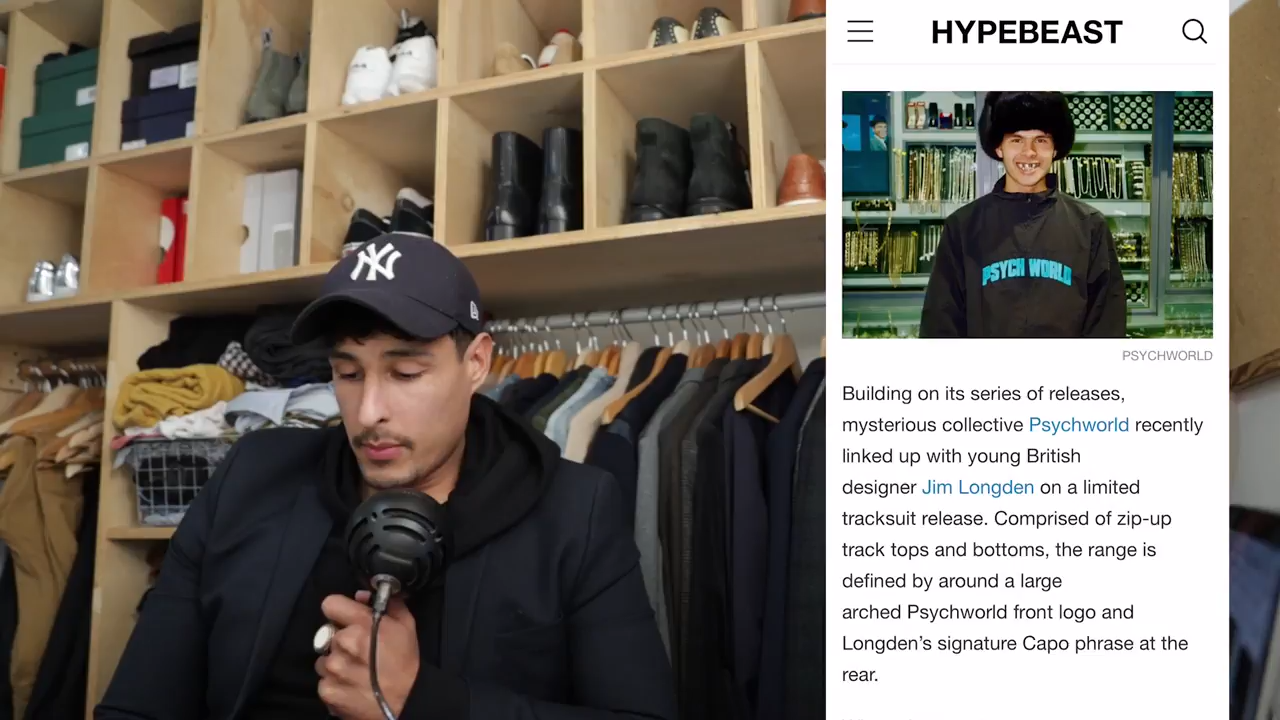 HYPEBEAST
NY
PSYCH WORLD
PSYCHWORLD
Building on its series of releases,
mysterious collective Psychworld recently
linked up with young British
designer Jim Longden on a limited
tracksuit release. Comprised of zip-up
track tops and bottoms, the range is
defined by around a large
arched Psychworld front logo and
Longden’s signature Capo phrase at the
rear.